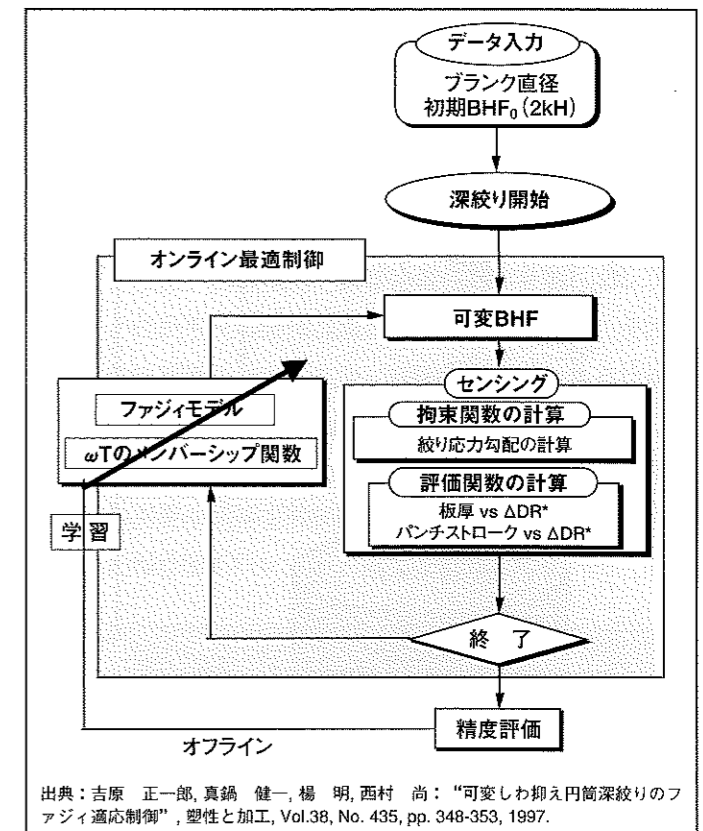 データ入力
ブランク直径
初期BHF₀(2kH)
深絞り開始
オンライン最適制御
可変BHF
センシング
拘束関数の計算
絞り応力勾配の計算
評価関数の計算
板厚 vs ΔDR*
パンチストローク vs ΔDR*
ファジィモデル
ωTのメンバーシップ関数
学習
終 了
精度評価
オフライン
出典：吉原 正一郎, 真鍋 健一, 楊 明, 西村 尚： “可変しわ抑え円筒深絞りのフ
ァジィ適応制御”, 塑性と加工, Vol.38, No. 435, pp. 348-353, 1997.